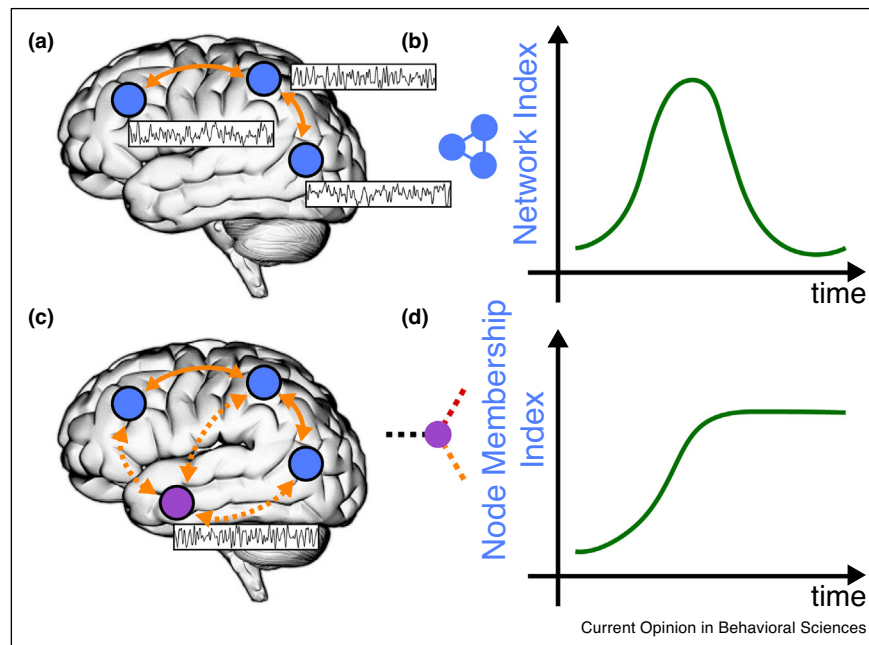 (a)
(b)
Network Index
time
(c)
(d)
Node Membership
Index
time
Current Opinion in Behavioral Sciences